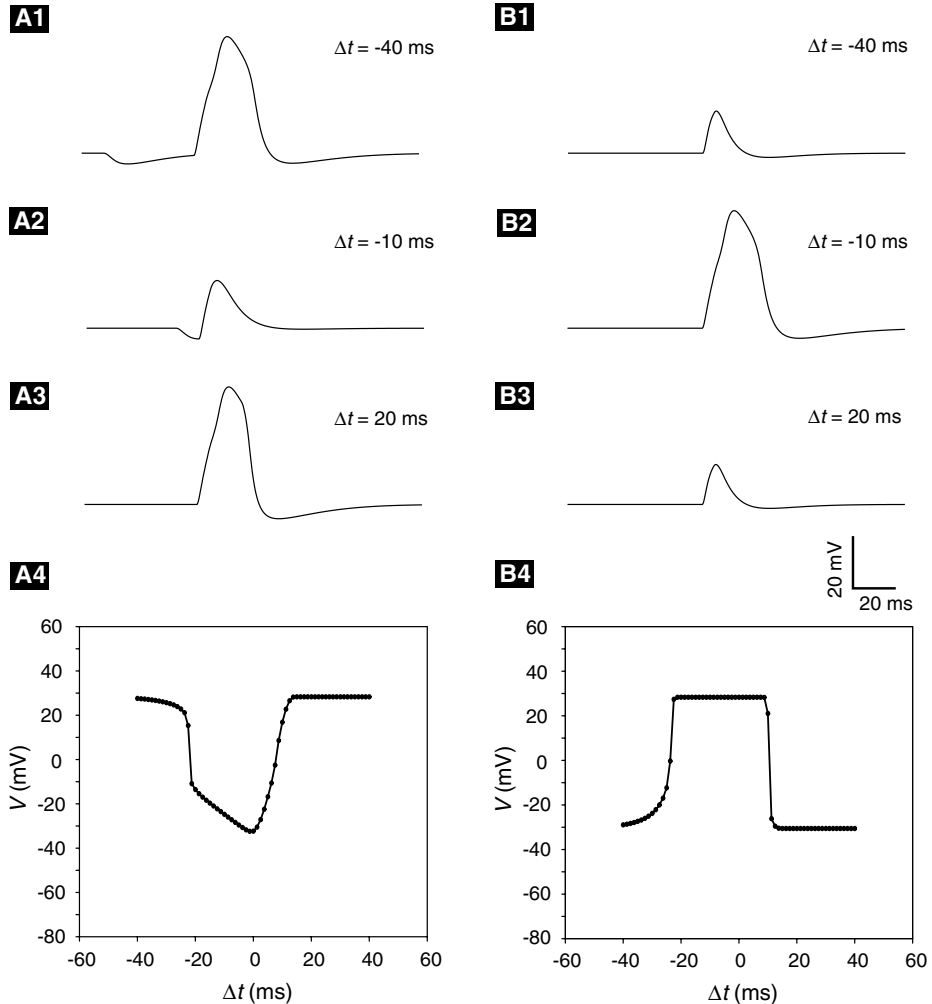 A1
Δt = -40 ms
B1
Δt = -40 ms
A2
Δt = -10 ms
B2
Δt = -10 ms
A3
Δt = 20 ms
B3
Δt = 20 ms
20 mV
20 ms
A4
60
40
20
0
-20
-40
-60
-80
V (mV)
-60 -40 -20 0 20 40 60
Δt (ms)
B4
60
40
20
0
-20
-40
-60
-80
V (mV)
-60 -40 -20 0 20 40 60
Δt (ms)